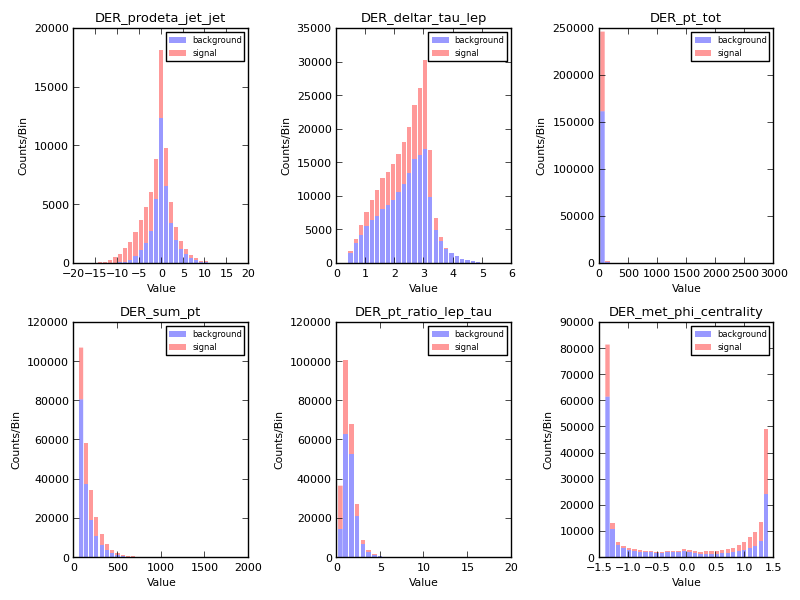 DER_prodeta_jet_jet
20000
15000
10000
5000
0
−20 −15 −10 −5 0 5 10 15 20
Counts/Bin
Value
background
signal
DER_deltar_tau_lep
35000
30000
25000
20000
15000
10000
5000
0
0 1 2 3 4 5 6
Counts/Bin
Value
background
signal
DER_pt_tot
250000
200000
150000
100000
50000
0
0 500 1000 1500 2000 2500 3000
Counts/Bin
Value
background
signal
DER_sum_pt
120000
100000
80000
60000
40000
20000
0
0 500 1000 1500 2000
Counts/Bin
Value
background
signal
DER_pt_ratio_lep_tau
120000
100000
80000
60000
40000
20000
0
0 5 10 15 20
Counts/Bin
Value
background
signal
DER_met_phi_centrality
90000
80000
70000
60000
50000
40000
30000
20000
10000
0
−1.5 −1.0 −0.5 0.0 0.5 1.0 1.5
Counts/Bin
Value
background
signal